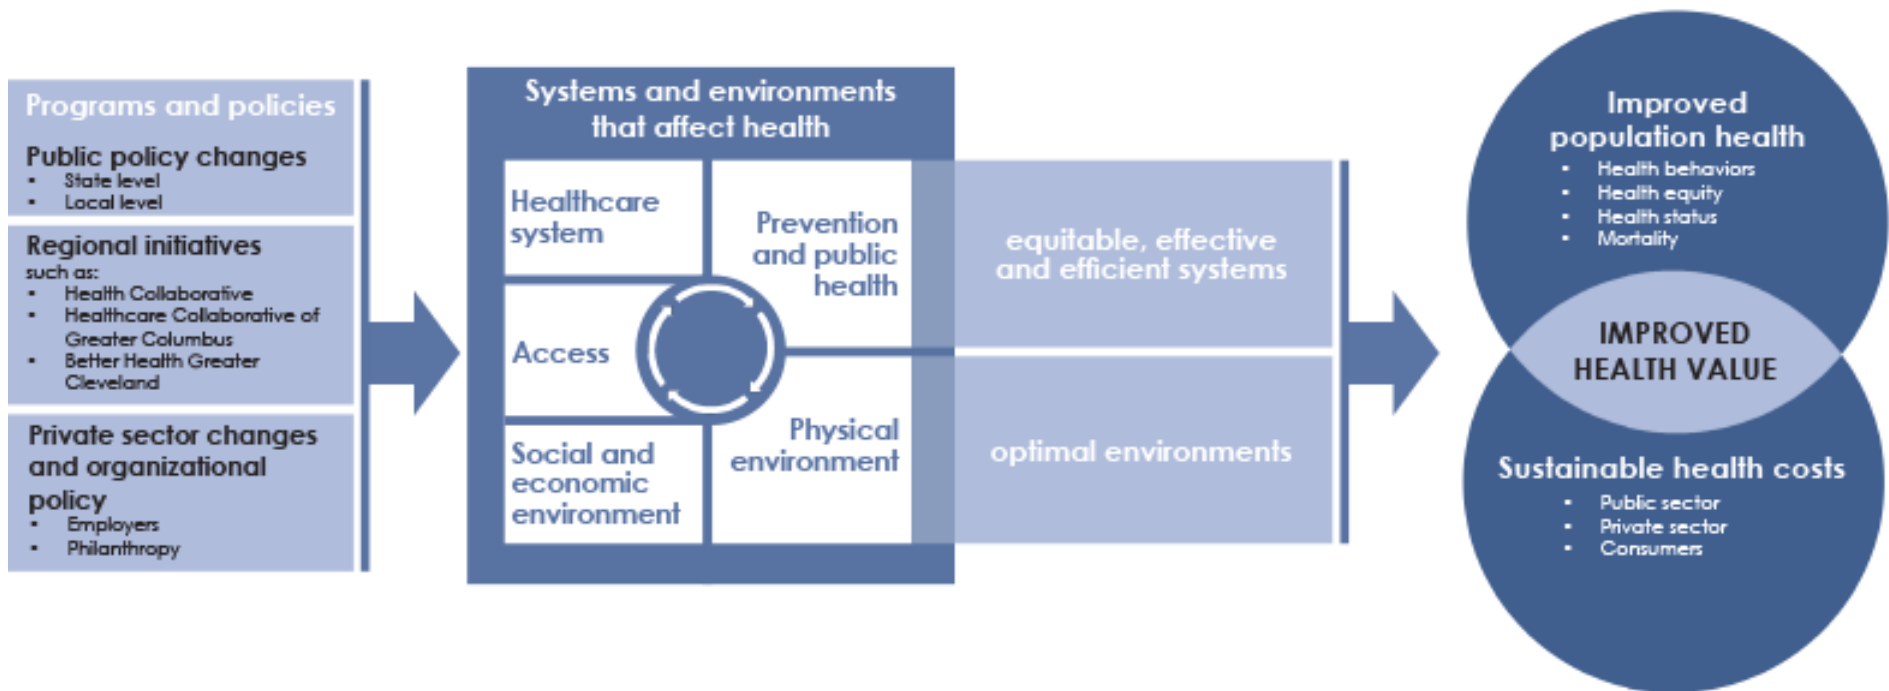 Programs and policies
Public policy changes
▪ State level
▪ Local level
Regional initiatives
such as:
▪ Health Collaborative
▪ Healthcare Collaborative of
Greater Columbus
▪ Better Health Greater
Cleveland
Private sector changes
and organizational
policy
▪ Employers
▪ Philanthropy
Systems and environments
that affect health
Healthcare
system
Access
Social and
economic
environment
Prevention
and public
health
Physical
environment
equitable, effective
and efficient systems
optimal environments
Improved
population health
▪ Health behaviors
▪ Health equity
▪ Health status
▪ Mortality
IMPROVED
HEALTH VALUE
Sustainable health costs
▪ Public sector
▪ Private sector
▪ Consumers